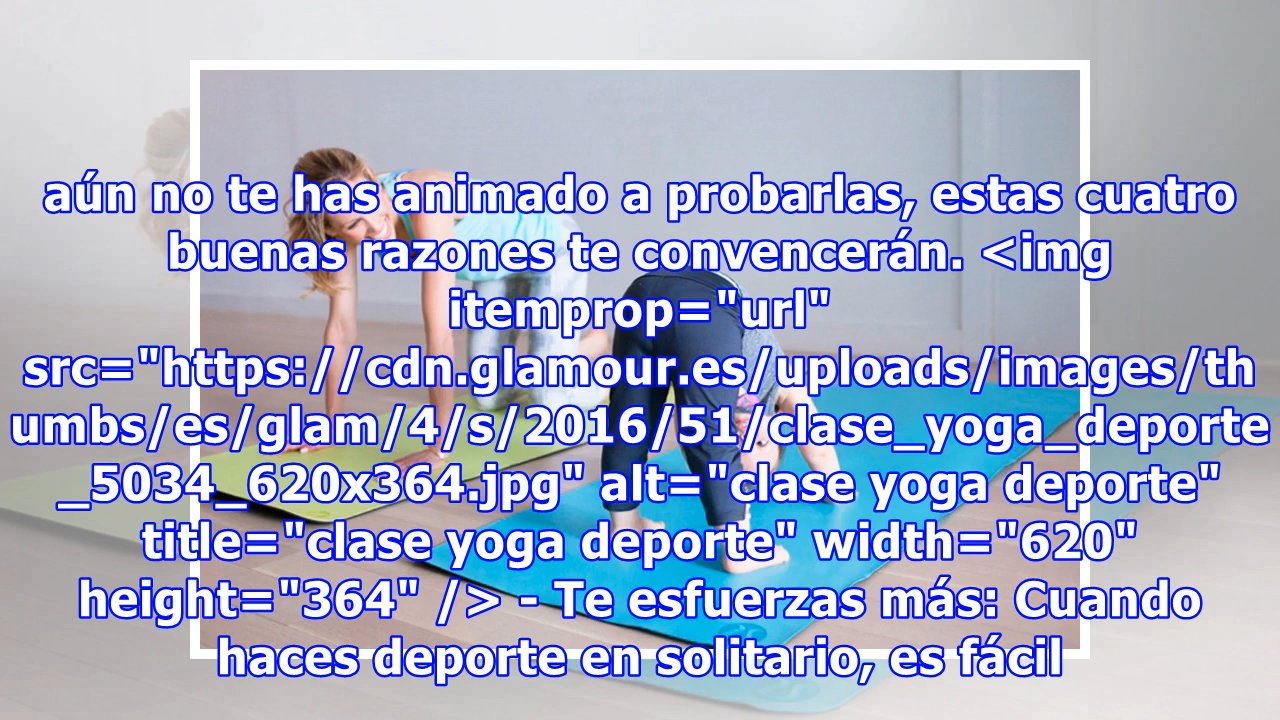 aún no te has animado a probarlas, estas cuatro
buenas razones te convencerán. <img
itemprop="url"
src="https://cdn.glamour.es/uploads/images/th
umbs/es/glam/4/s/2016/51/clase_yoga_deporte
_5034_620x364.jpg" alt="clase yoga deporte"
title="clase yoga deporte" width="620"
height="364" /> - Te esfuerzas más: Cuando
haces deporte en solitario, es fácil